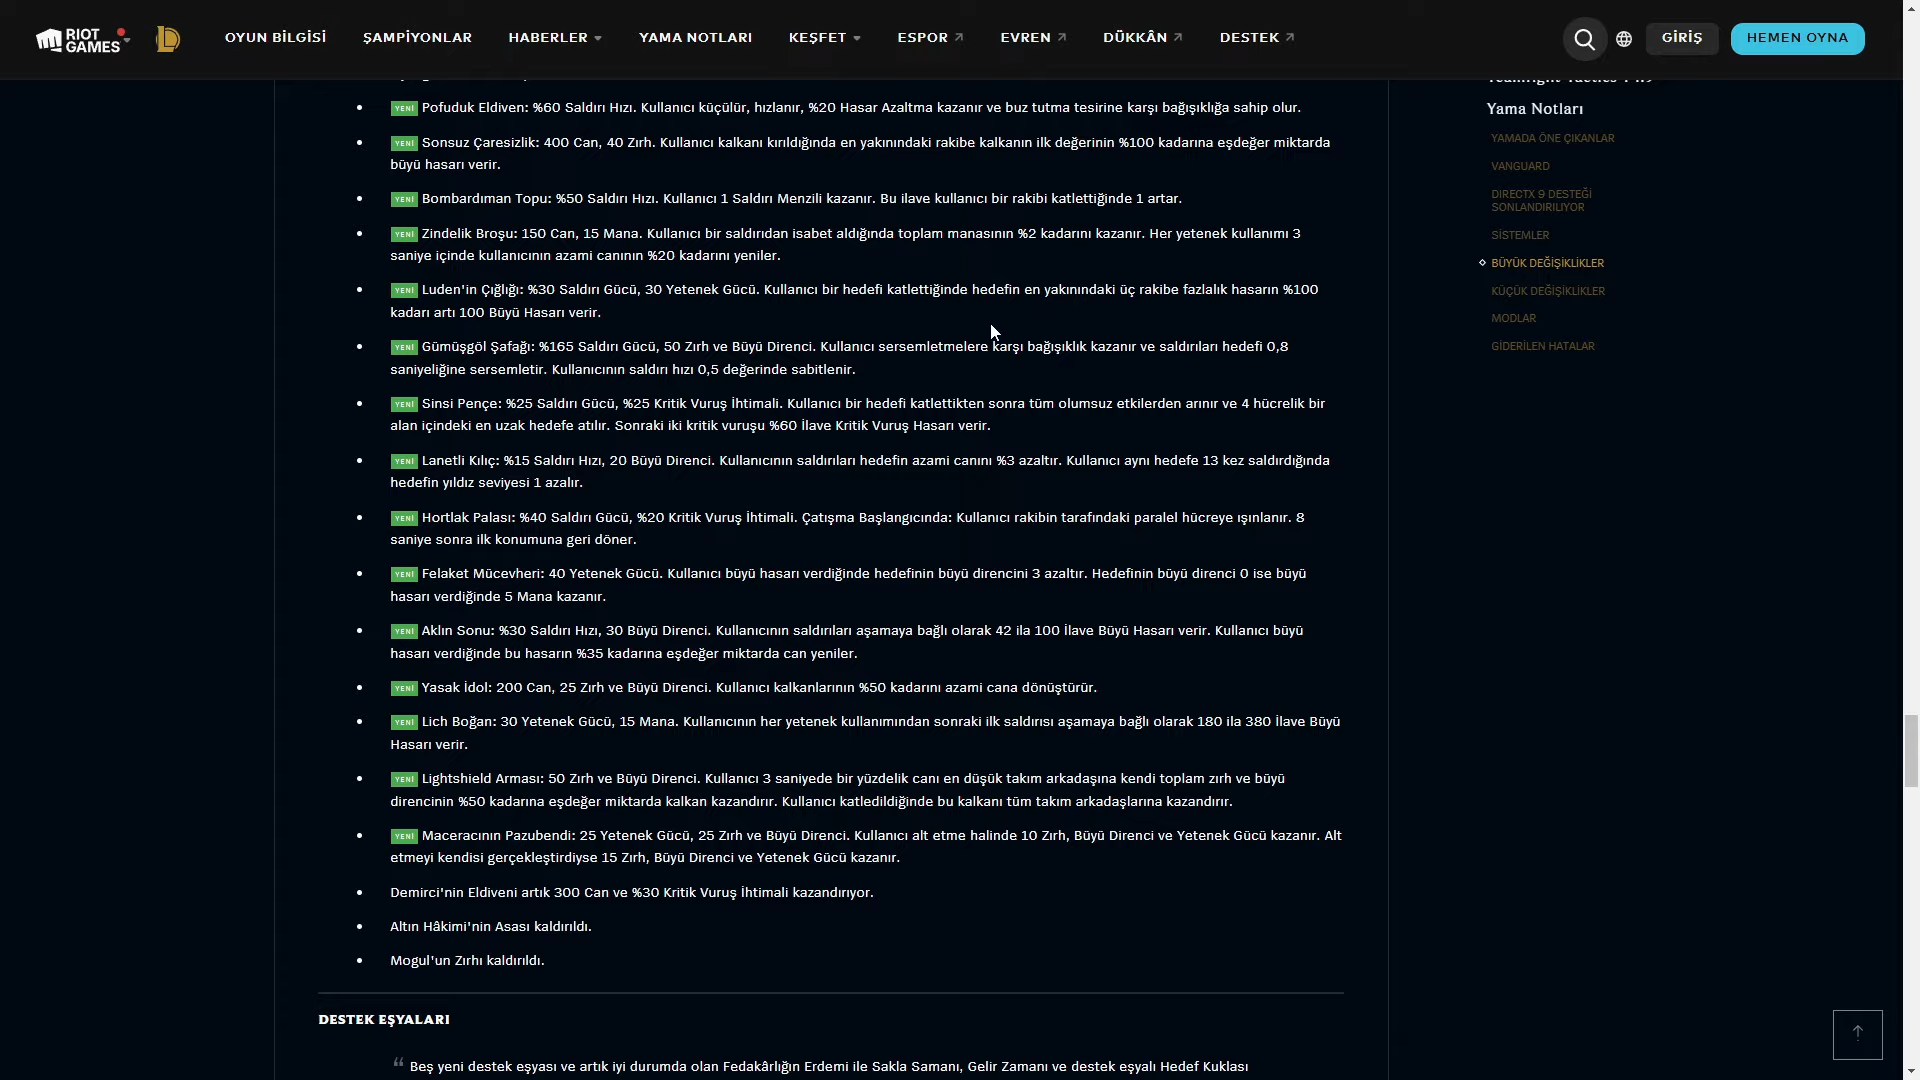 RIOT GAMES
OYUN BİLGİSİ
ŞAMPİYONLAR
HABERLER
YAMA NOTLARI
KEŞFET
ESPOR
EVREN
DÜKKÂN
DESTEK
GİRİŞ
HEMEN OYNA
YENİ Pofuduk Eldiven: %60 Saldırı Hızı. Kullanıcı küçülür, hızlanır, %20 Hasar Azaltma kazanır ve buz tutma tesirine karşı bağışıklığa sahip olur.
YENİ Sonsuz Çaresizlik: 400 Can, 40 Zırh. Kullanıcı kalkanı kırıldığında en yakınındaki rakibe kalkanın ilk değerinin %100 kadarına eşdeğer miktarda
büyü hasarı verir.
YENİ Bombardıman Topu: %50 Saldırı Hızı. Kullanıcı 1 Saldırı Menzili kazanır. Bu ilave kullanıcı bir rakibi katlettiğinde 1 artar.
YENİ Zindelik Broşu: 150 Can, 15 Mana. Kullanıcı bir saldırıdan isabet aldığında toplam manasının %2 kadarını kazanır. Her yetenek kullanımı 3
saniye içinde kullanıcının azami canının %20 kadarını yeniler.
YENİ Luden'in Çığlığı: %30 Saldırı Gücü, 30 Yetenek Gücü. Kullanıcı bir hedefi katlettiğinde hedefin en yakınındaki üç rakibe fazlalık hasarın %100
kadarı artı 100 Büyü Hasarı verir.
YENİ Gümüşgöl Şafağı: %165 Saldırı Gücü, 50 Zırh ve Büyü Direnci. Kullanıcı sersemletmelere karşı bağışıklık kazanır ve saldırıları hedefi 0,8
saniyeliğine sersemletir. Kullanıcının saldırı hızı 0,5 değerinde sabitlenir.
YENİ Sinsi Pençe: %25 Saldırı Gücü, %25 Kritik Vuruş İhtimali. Kullanıcı bir hedefi katlettikten sonra tüm olumsuz etkilerden arınır ve 4 hücrelik bir
alan içindeki en uzak hedefe atılır. Sonraki iki kritik vuruşu %60 İlave Kritik Vuruş Hasarı verir.
YENİ Lanetli Kılıç: %15 Saldırı Hızı, 20 Büyü Direnci. Kullanıcının saldırıları hedefin azami canını %3 azaltır. Kullanıcı aynı hedefe 13 kez saldırdığında
hedefin yıldız seviyesi 1 azalır.
YENİ Hortlak Palası: %40 Saldırı Gücü, %20 Kritik Vuruş İhtimali. Çatışma Başlangıcında: Kullanıcı rakibin tarafındaki paralel hücreye ışınlanır. 8
saniye sonra ilk konumuna geri döner.
YENİ Felaket Mücevheri: 40 Yetenek Gücü. Kullanıcı büyü hasarı verdiğinde hedefinin büyü direncini 3 azaltır. Hedefinin büyü direnci 0 ise büyü
hasarı verdiğinde 5 Mana kazanır.
YENİ Aklın Sonu: %30 Saldırı Hızı, 30 Büyü Direnci. Kullanıcının saldırıları aşamaya bağlı olarak 42 ila 100 İlave Büyü Hasarı verir. Kullanıcı büyü
hasarı verdiğinde bu hasarın %35 kadarına eşdeğer miktarda can yeniler.
YENİ Yasak İdol: 200 Can, 25 Zırh ve Büyü Direnci. Kullanıcı kalkanlarının %50 kadarını azami cana dönüştürür.
YENİ Lich Boğan: 30 Yetenek Gücü, 15 Mana. Kullanıcının her yetenek kullanımından sonraki ilk saldırısı aşamaya bağlı olarak 180 ila 380 İlave Büyü
Hasarı verir.
YENİ Lightshield Arması: 50 Zırh ve Büyü Direnci. Kullanıcı 3 saniyede bir yüzdelik canı en düşük takım arkadaşına kendi toplam zırh ve büyü
direncinin %50 kadarına eşdeğer miktarda kalkan kazandırır. Kullanıcı katledildiğinde bu kalkanı tüm takım arkadaşlarına kazandırır.
YENİ Maceracının Pazubendi: 25 Yetenek Gücü, 25 Zırh ve Büyü Direnci. Kullanıcı alt etme halinde 10 Zırh, Büyü Direnci ve Yetenek Gücü kazanır. Alt
etmeyi kendisi gerçekleştirdiyse 15 Zırh, Büyü Direnci ve Yetenek Gücü kazanır.
Demirci'nin Eldiveni artık 300 Can ve %30 Kritik Vuruş İhtimali kazandırıyor.
Altın Hâkimi'nin Asası kaldırıldı.
Mogul'un Zırhı kaldırıldı.
DESTEK EŞYALARI
“ Beş yeni destek eşyası ve artık iyi durumda olan Fedakârlığın Erdemi ile Sakla Samanı, Gelir Zamanı ve destek eşyalı Hedef Kuklası
Yama Notları
YAMADA ÖNE ÇIKANLAR
VANGUARD
DIRECTX 9 DESTEĞİ
SONLANDIRILIYOR
SİSTEMLER
BÜYÜK DEĞİŞİKLİKLER
KÜÇÜK DEĞİŞİKLİKLER
MODLAR
GİDERİLEN HATALAR